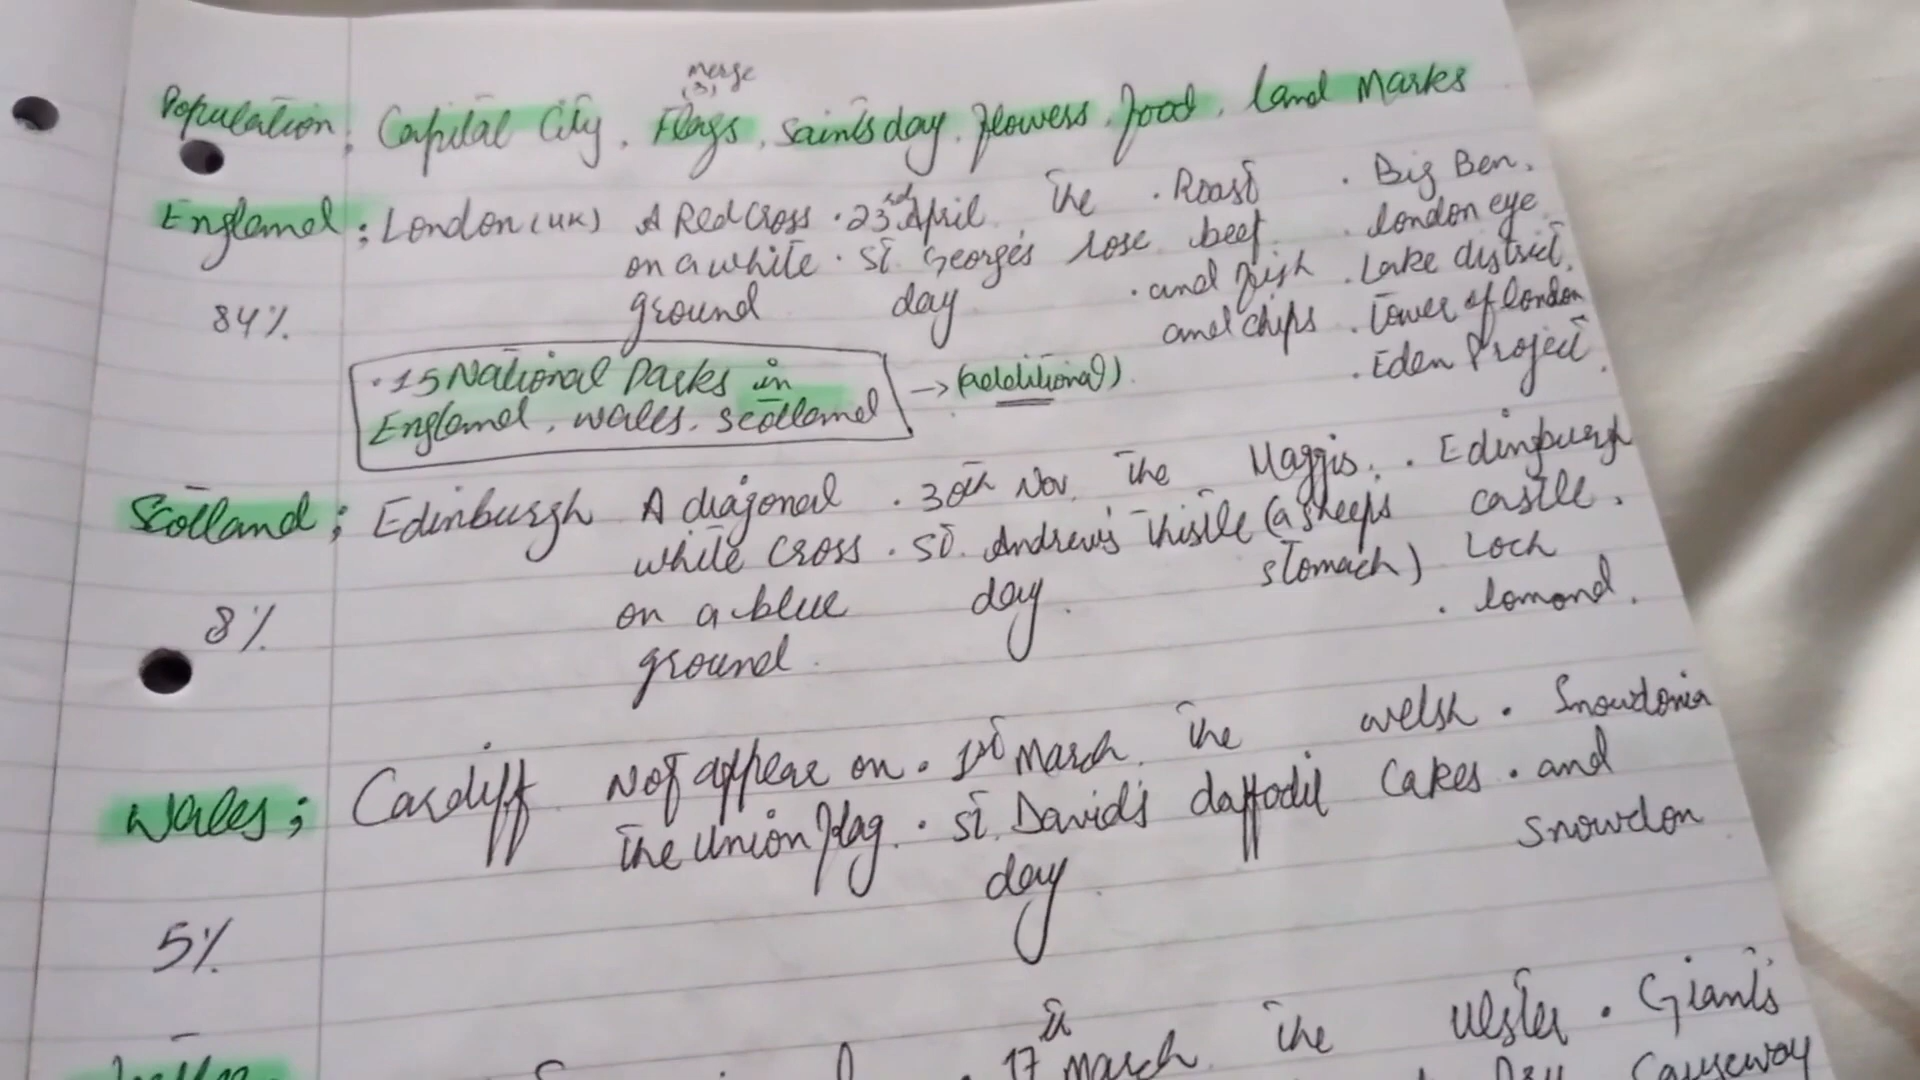 merge
(3)
Population; Capital City. Flags. Saints day. flowers. food. land Marks
England; London (UK) A Red Cross . 23rd April The . Roast . Big Ben.
on a white . St. George's rose beef . london eye
84% ground day . and fish . Lake district.
and chips . Tower of london
. Eden Project.
. 15 National Parks in
England, Wales, Scotland → (additional).
Scotland; Edinburgh A diagonal . 30th Nov. The Haggis. . Edinburgh
white cross . St. Andrew's Thistle (a sheeps castle.
8% on a blue day. stomach) Loch
ground. . lomond.
Wales; Cardiff Not appear on . 1st March. The welsh . Snowdonia
the Union flag. . St. David's daffodil Cakes . and
5% day. Snowdon
17th March The Ulster . Giants
Causeway